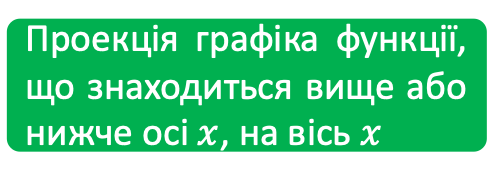 Проекція графіка функції,
що знаходиться вище або
нижче осі x, на вісь x